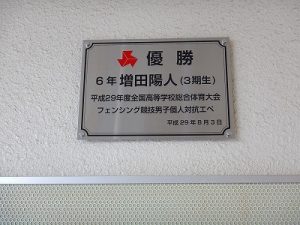 優勝
6年 増田陽人(3期生)
平成29年度全国高等学校総合体育大会
フェンシング競技男子個人対抗エペ
平成29年8月3日